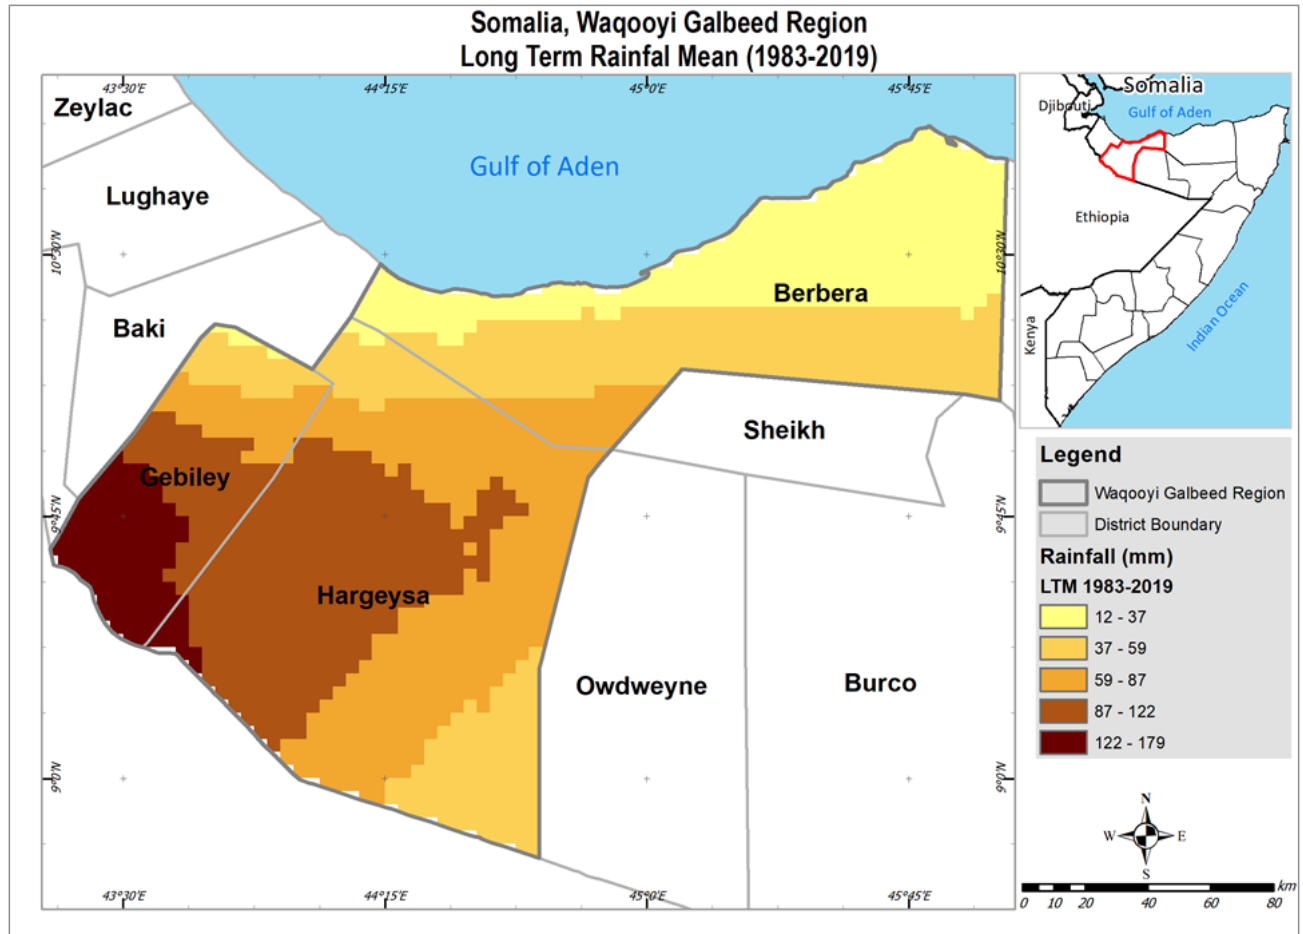 Somalia, Waqooyi Galbeed Region
Long Term Rainfal Mean (1983-2019)
43°30'E
44°15'E
45°0'E
45°45'E
Zeylac
Lughaye
Gulf of Aden
10°30'N
10°30'N
Berbera
Baki
Sheikh
Gebiley
9°45'N
9°45'N
Hargeysa
Owdweyne
Burco
9°0'N
9°0'N
43°30'E
44°15'E
45°0'E
45°45'E
Somalia
Djibouti
Gulf of Aden
Ethiopia
Kenya
Indian Ocean
Legend
Waqooyi Galbeed Region
District Boundary
Rainfall (mm)
LTM 1983-2019
12 - 37
37 - 59
59 - 87
87 - 122
122 - 179
N
W
E
S
km
0 10 20 40 60 80